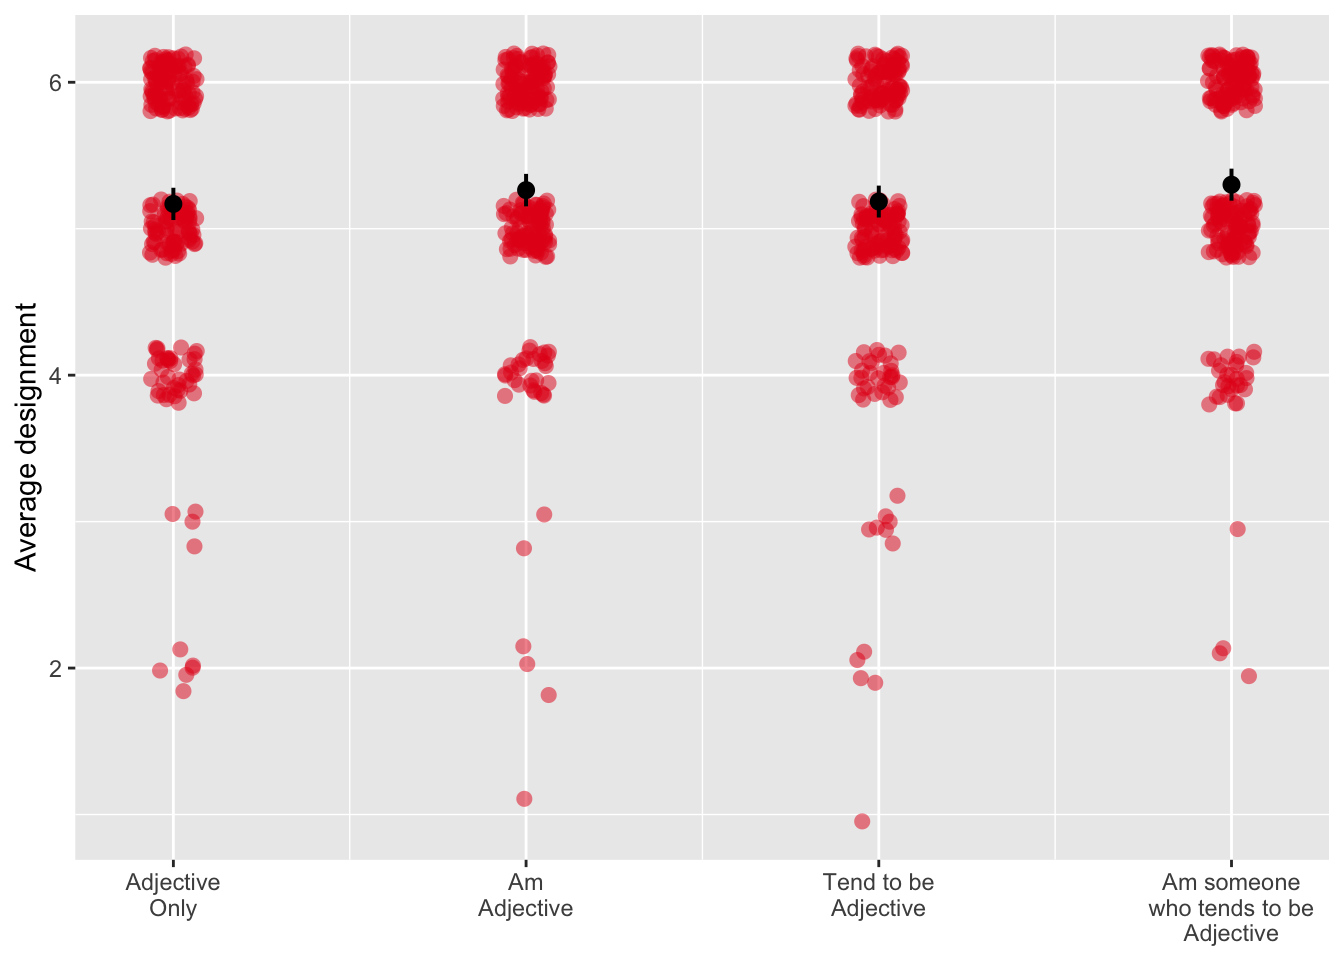 Average designment
6
4
2
Adjective
Only
Am
Adjective
Tend to be
Adjective
Am someone
who tends to be
Adjective